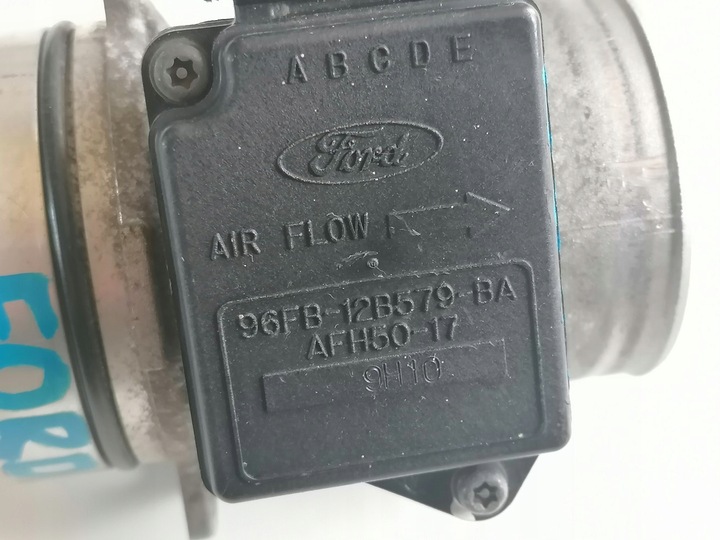 A B C D E
Ford
AIR FLOW
96FB-12B579-BA
AFH50-17
9H10
FORD